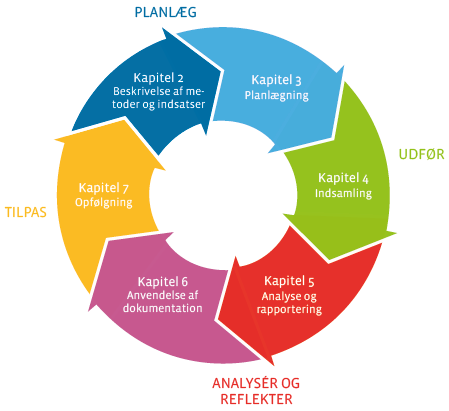 PLANLÆG
Kapitel 2
Beskrivelse af me-
toder og indsatser
Kapitel 3
Planlægning
UDFØR
Kapitel 4
Indsamling
Kapitel 5
Analyse og
rapportering
ANALYSÉR OG
REFLEKTER
Kapitel 6
Anvendelse af
dokumentation
TILPAS
Kapitel 7
Opfølgning